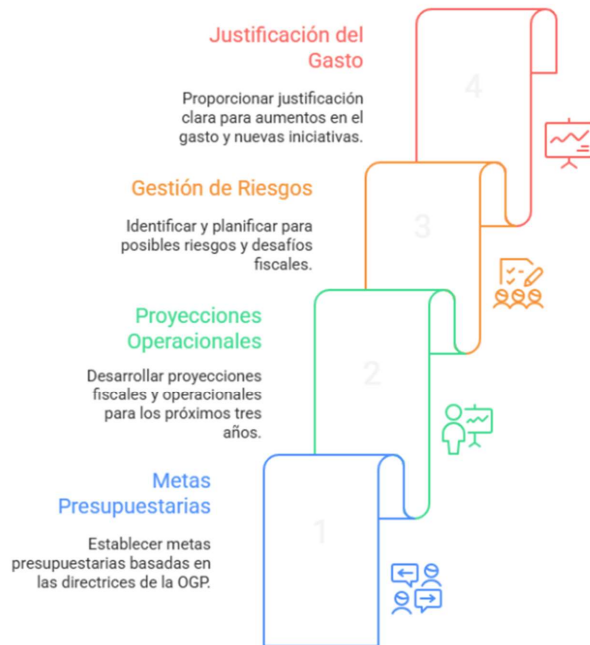 Justificación del
Gasto
4
Proporcionar justificación
clara para aumentos en el
gasto y nuevas iniciativas.
Gestión de Riesgos
3
Identificar y planificar para
posibles riesgos y desafíos
fiscales.
Proyecciones
Operacionales
2
Desarrollar proyecciones
fiscales y operacionales
para los próximos tres
años.
Metas
Presupuestarias
1
Establecer metas
presupuestarias basadas en
las directrices de la OGP.